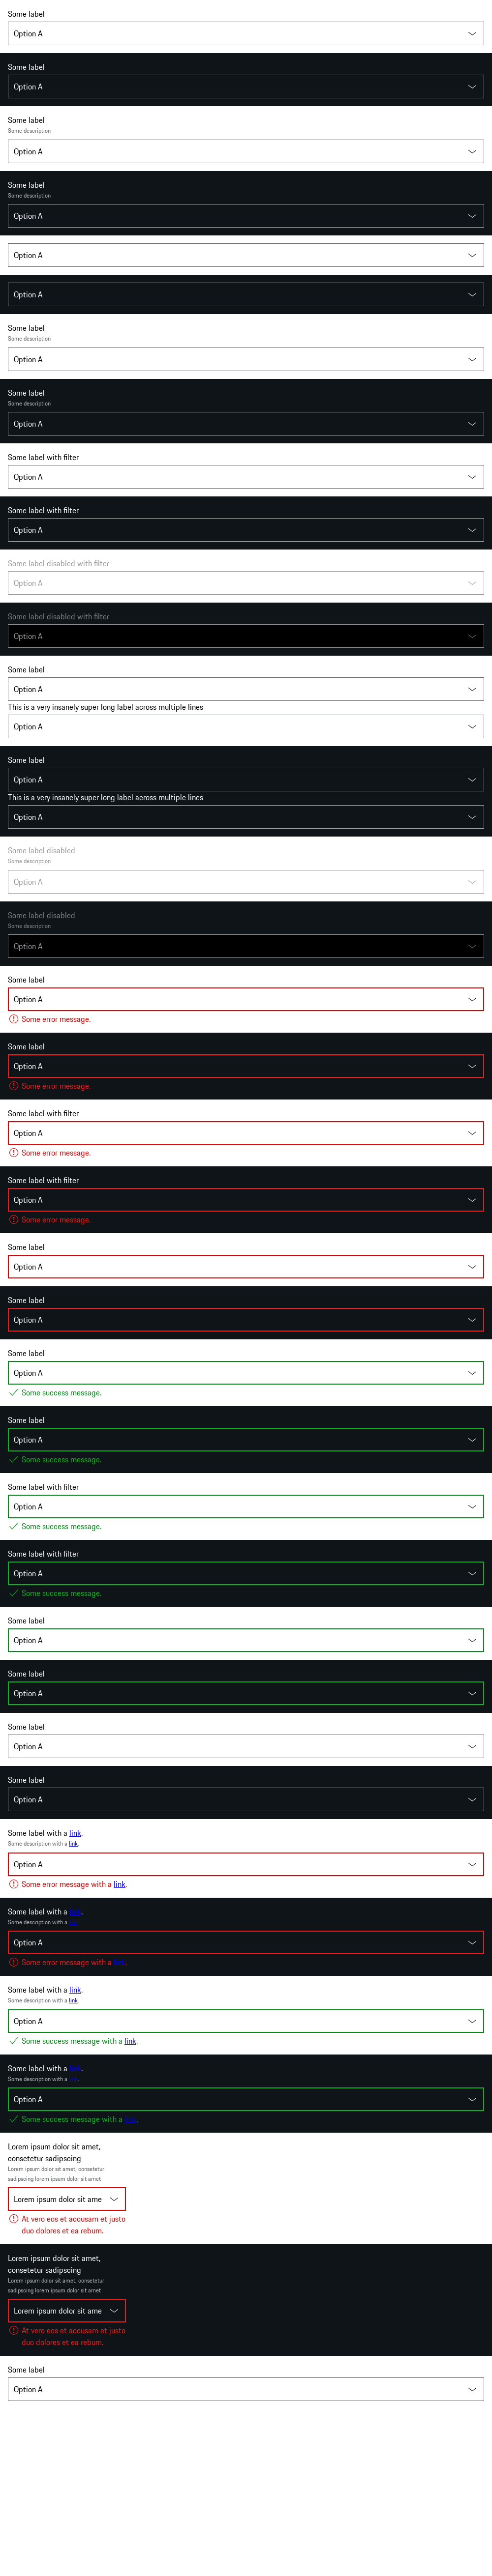 Some label
Option A
Some label
Option A
Some label
Some description
Option A
Some label
Some description
Option A
Option A
Option A
Some label
Some description
Option A
Some label
Some description
Option A
Some label with filter
Option A
Some label with filter
Option A
Some label disabled with filter
Option A
Some label disabled with filter
Option A
Some label
Option A
This is a very insanely super long label across multiple lines
Option A
Some label
Option A
This is a very insanely super long label across multiple lines
Option A
Some label disabled
Some description
Option A
Some label disabled
Some description
Option A
Some label
Option A
Some error message.
Some label
Option A
Some error message.
Some label with filter
Option A
Some error message.
Some label with filter
Option A
Some error message.
Some label
Option A
Some label
Option A
Some label
Option A
Some success message.
Some label
Option A
Some success message.
Some label with filter
Option A
Some success message.
Some label with filter
Option A
Some success message.
Some label
Option A
Some label
Option A
Some label
Option A
Some label
Option A
Some label with a link.
Some description with a link.
Option A
Some error message with a link.
Some label with a link.
Some description with a link.
Option A
Some error message with a link.
Some label with a link.
Some description with a link.
Option A
Some success message with a link.
Some label with a link.
Some description with a link.
Option A
Some success message with a link.
Lorem ipsum dolor sit amet,
consetetur sadipscing
Lorem ipsum dolor sit amet, consetetur
sadipscing lorem ipsum dolor sit amet
Lorem ipsum dolor sit ame
At vero eos et accusam et justo
duo dolores et ea rebum.
Lorem ipsum dolor sit amet,
consetetur sadipscing
Lorem ipsum dolor sit amet, consetetur
sadipscing lorem ipsum dolor sit amet
Lorem ipsum dolor sit ame
At vero eos et accusam et justo
duo dolores et ea rebum.
Some label
Option A